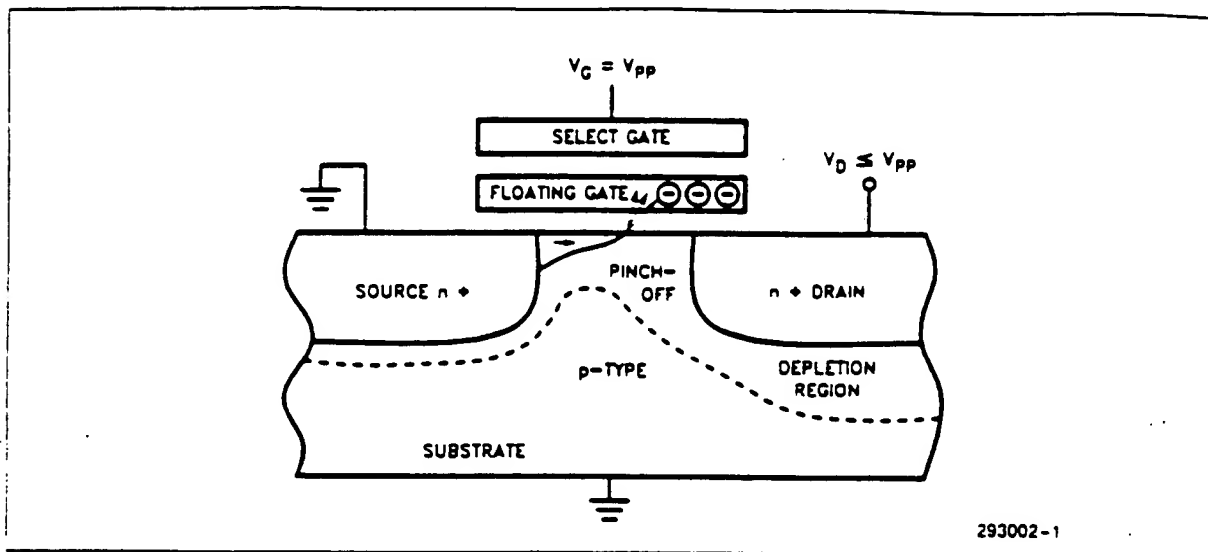 V_G = V_PP
SELECT GATE
V_D ≤ V_PP
FLOATING GATE ⊖ ⊖ ⊖
SOURCE n +
PINCH-
OFF
n + DRAIN
p-TYPE
DEPLETION
REGION
SUBSTRATE
293002-1